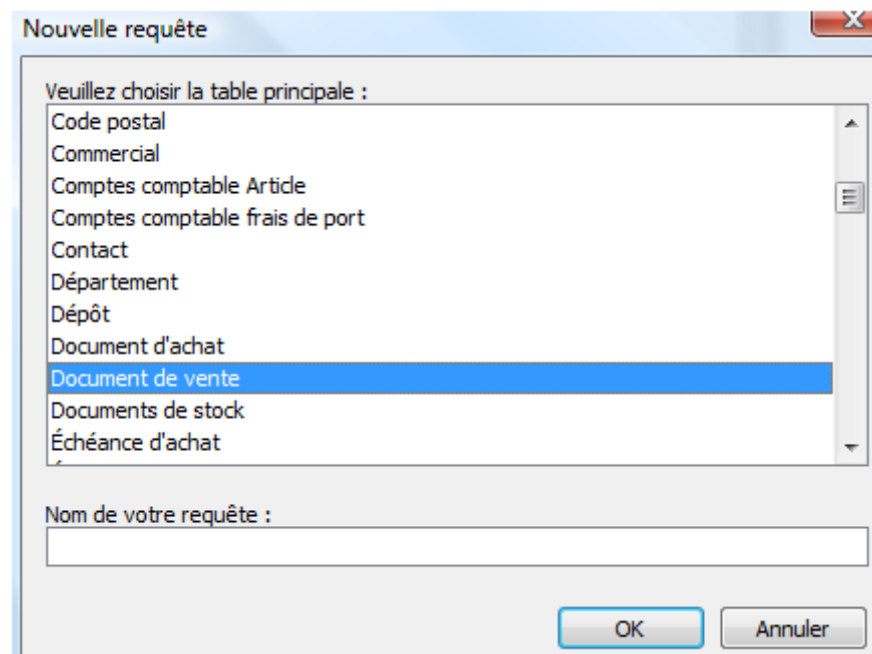 Nouvelle requête
Veuillez choisir la table principale :
Code postal
Commercial
Comptes comptable Article
Comptes comptable frais de port
Contact
Département
Dépôt
Document d'achat
Document de vente
Documents de stock
Échéance d'achat
Nom de votre requête :
OK Annuler